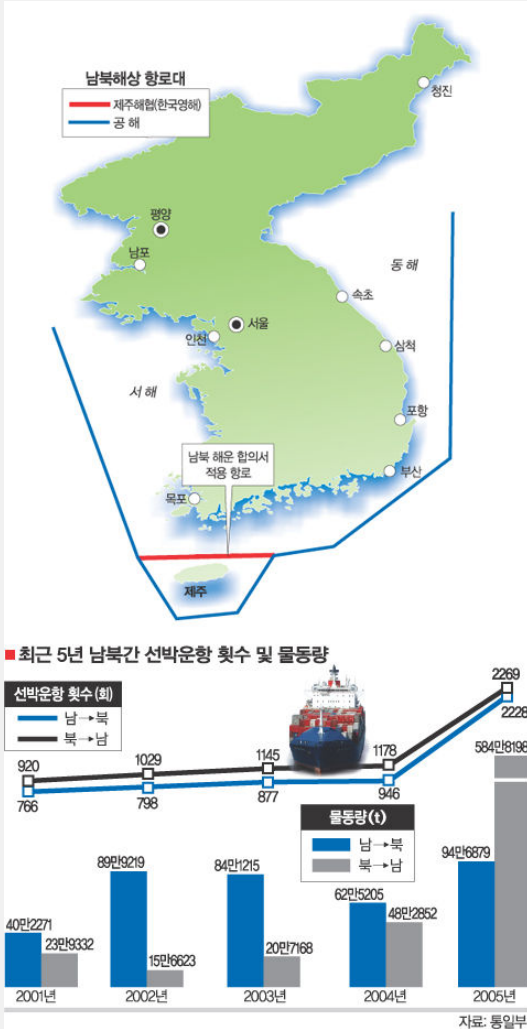 남북해상 항로대
제주해협(한국영해)
공 해
청진
평양
남포
동 해
속초
서울
인천
삼척
서 해
포항
남북 해운 합의서
적용 항로
부산
목포
제주
최근 5년 남북간 선박운항 횟수 및 물동량
선박운항 횟수(회)
남→북
북→남
2269
2228
920
1029
1145
1178
766
798
877
946
584만8198
물동량(t)
남→북
북→남
40만2271
23만9332
89만9219
15만6623
84만1215
20만7168
62만5205
48만2852
94만6879
2001년
2002년
2003년
2004년
2005년
자료: 통일부